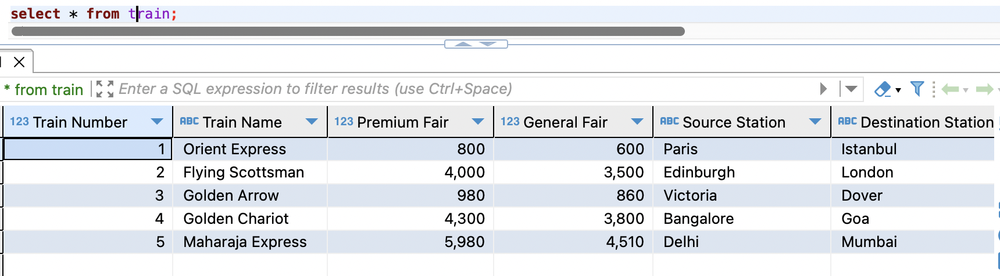 select * from train;
* from train Enter a SQL expression to filter results (use Ctrl+Space)
123 Train Number ABC Train Name 123 Premium Fair 123 General Fair ABC Source Station ABC Destination Station
1 Orient Express 800 600 Paris Istanbul
2 Flying Scottsman 4,000 3,500 Edinburgh London
3 Golden Arrow 980 860 Victoria Dover
4 Golden Chariot 4,300 3,800 Bangalore Goa
5 Maharaja Express 5,980 4,510 Delhi Mumbai